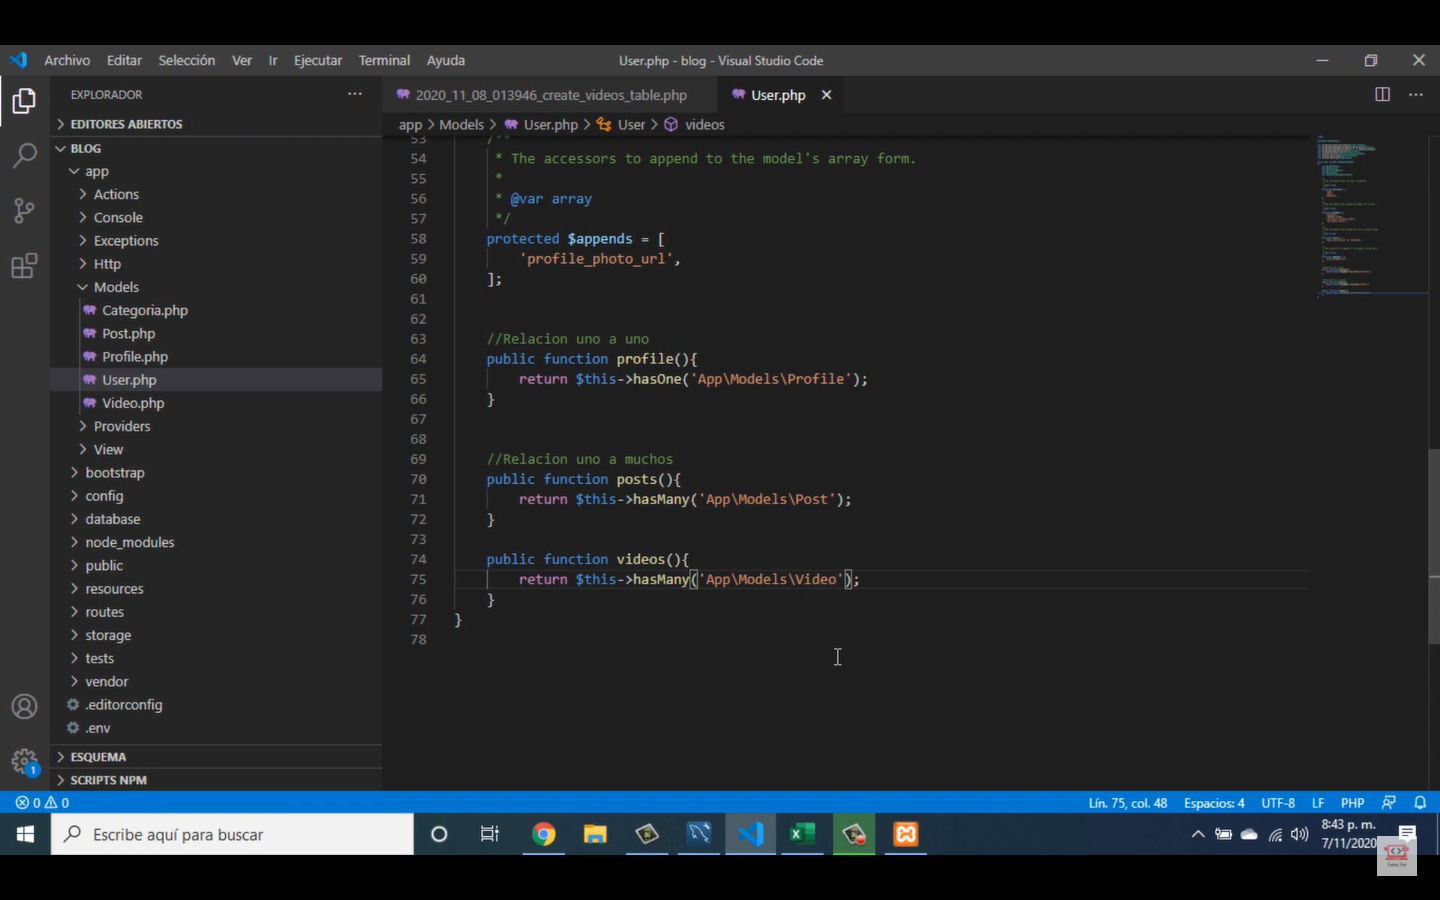 Archivo Editar Selección Ver Ir Ejecutar Terminal Ayuda
User.php - blog - Visual Studio Code
EXPLORADOR
2020_11_08_013946_create_videos_table.php
User.php
EDITORES ABIERTOS
app > Models > User.php > User > videos
BLOG
app
Actions
Console
Exceptions
Http
Models
Categoria.php
Post.php
Profile.php
User.php
Video.php
Providers
View
bootstrap
config
database
node_modules
public
resources
routes
storage
tests
vendor
.editorconfig
.env
ESQUEMA
SCRIPTS NPM
53 /**
54 * The accessors to append to the model's array form.
55 *
56 * @var array
57 */
58 protected $appends = [
59 'profile_photo_url',
60 ];
61
62
63 //Relacion uno a uno
64 public function profile(){
65 return $this->hasOne('App\Models\Profile');
66 }
67
68
69 //Relacion uno a muchos
70 public function posts(){
71 return $this->hasMany('App\Models\Post');
72 }
73
74 public function videos(){
75 return $this->hasMany('App\Models\Video');
76 }
77 }
78
1
0 0
Lín. 75, col. 48 Espacios: 4 UTF-8 LF PHP
Escribe aquí para buscar
8:43 p. m.
7/11/2020